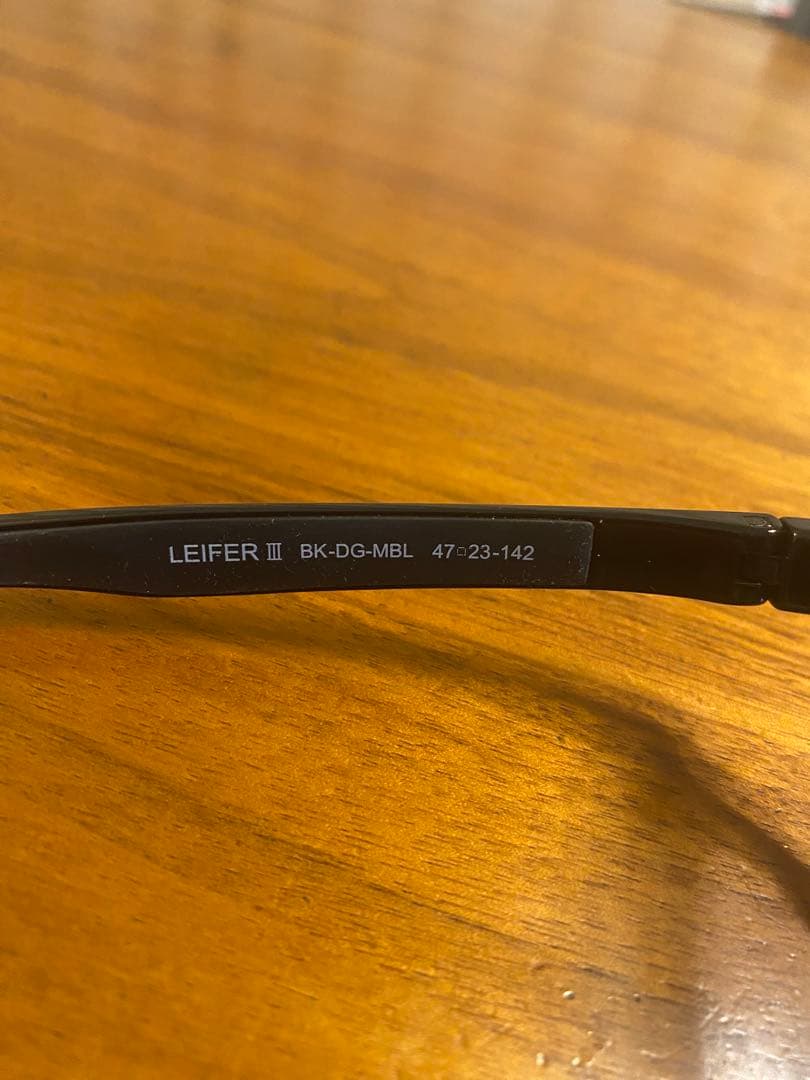 LEIFER Ⅲ BK-DG-MBL 47□23-142